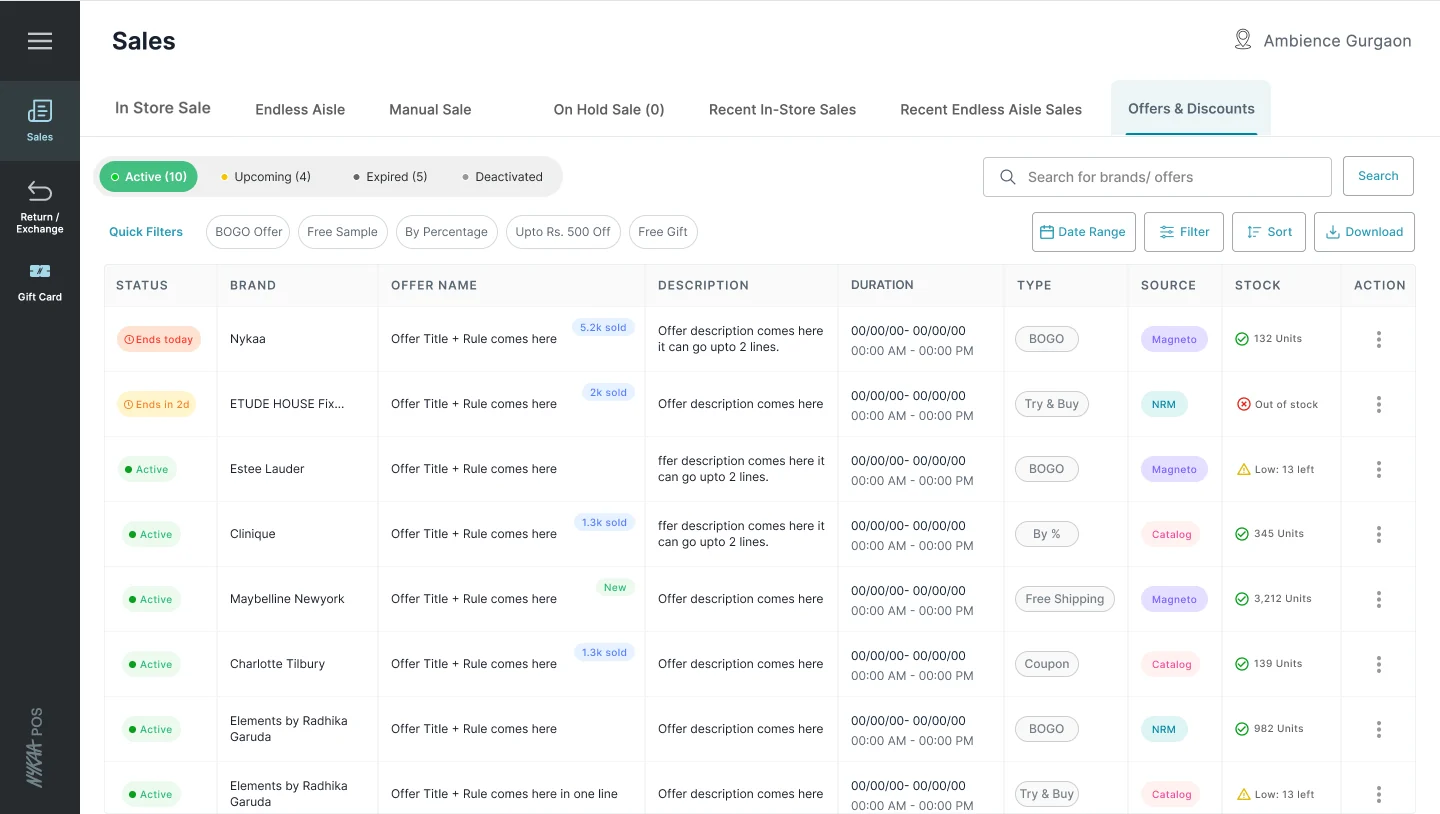 Sales
Ambience Gurgaon
Sales
Return /
Exchange
Gift Card
NYKAA POS
In Store Sale
Endless Aisle
Manual Sale
On Hold Sale (0)
Recent In-Store Sales
Recent Endless Aisle Sales
Offers & Discounts
Active (10)
Upcoming (4)
Expired (5)
Deactivated
Search for brands/ offers
Search
Quick Filters
BOGO Offer
Free Sample
By Percentage
Upto Rs. 500 Off
Free Gift
Date Range
Filter
Sort
Download
STATUS
BRAND
OFFER NAME
DESCRIPTION
DURATION
TYPE
SOURCE
STOCK
ACTION
Ends today
Nykaa
Offer Title + Rule comes here
5.2k sold
Offer description comes here
it can go upto 2 lines.
00/00/00- 00/00/00
00:00 AM - 00:00 PM
BOGO
Magneto
132 Units
Ends in 2d
ETUDE HOUSE Fix...
Offer Title + Rule comes here
2k sold
Offer description comes here
00/00/00- 00/00/00
00:00 AM - 00:00 PM
Try & Buy
NRM
Out of stock
Active
Estee Lauder
Offer Title + Rule comes here
ffer description comes here it
can go upto 2 lines.
00/00/00- 00/00/00
00:00 AM - 00:00 PM
BOGO
Magneto
Low: 13 left
Active
Clinique
Offer Title + Rule comes here
1.3k sold
ffer description comes here it
can go upto 2 lines.
00/00/00- 00/00/00
00:00 AM - 00:00 PM
By %
Catalog
345 Units
Active
Maybelline Newyork
Offer Title + Rule comes here
New
Offer description comes here
00/00/00- 00/00/00
00:00 AM - 00:00 PM
Free Shipping
Magneto
3,212 Units
Active
Charlotte Tilbury
Offer Title + Rule comes here
1.3k sold
Offer description comes here
00/00/00- 00/00/00
00:00 AM - 00:00 PM
Coupon
Catalog
139 Units
Active
Elements by Radhika
Garuda
Offer Title + Rule comes here
Offer description comes here
00/00/00- 00/00/00
00:00 AM - 00:00 PM
BOGO
NRM
982 Units
Active
Elements by Radhika
Garuda
Offer Title + Rule comes here in one line
Offer description comes here
00/00/00- 00/00/00
00:00 AM - 00:00 PM
Try & Buy
Catalog
Low: 13 left